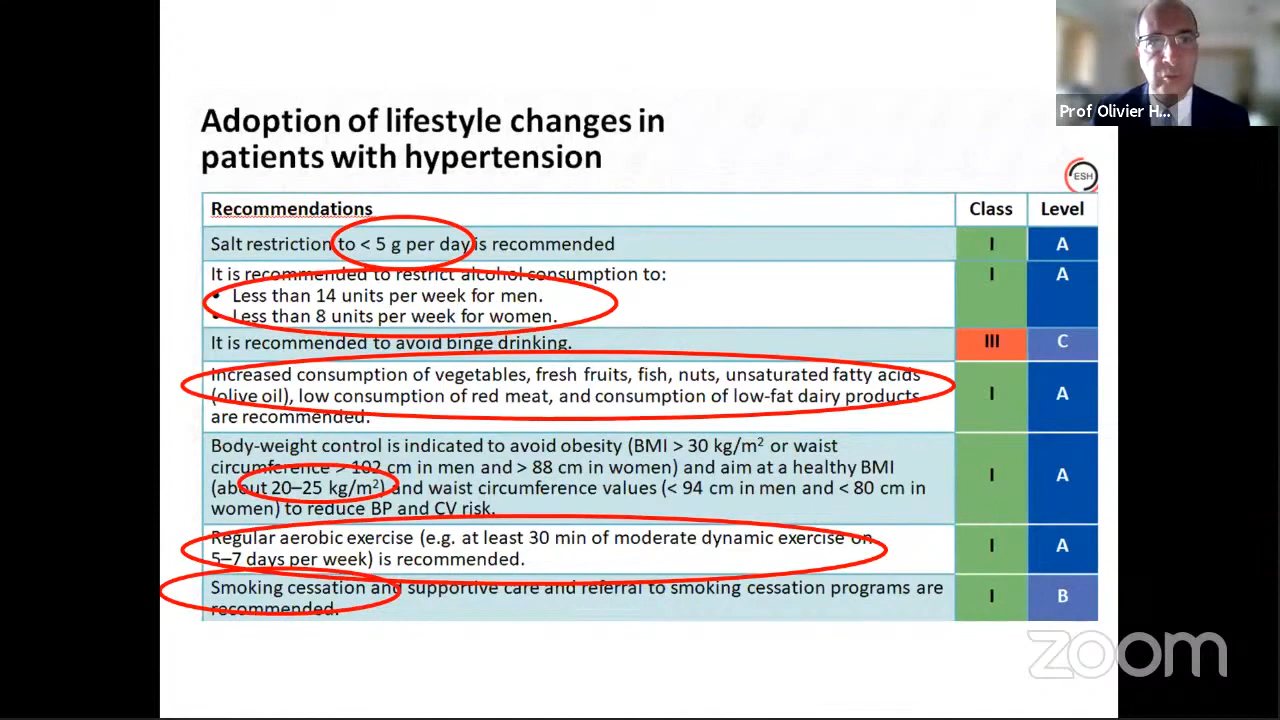 Prof Olivier H...
Adoption of lifestyle changes in
patients with hypertension
ESH
Recommendations Class Level
Salt restriction to < 5 g per day is recommended I A
It is recommended to restrict alcohol consumption to: I A
• Less than 14 units per week for men.
• Less than 8 units per week for women.
It is recommended to avoid binge drinking. III C
Increased consumption of vegetables, fresh fruits, fish, nuts, unsaturated fatty acids
(olive oil), low consumption of red meat, and consumption of low-fat dairy products I A
are recommended.
Body-weight control is indicated to avoid obesity (BMI > 30 kg/m² or waist
circumference > 102 cm in men and > 88 cm in women) and aim at a healthy BMI
(about 20–25 kg/m²) and waist circumference values (< 94 cm in men and < 80 cm in I A
women) to reduce BP and CV risk.
Regular aerobic exercise (e.g. at least 30 min of moderate dynamic exercise on
5–7 days per week) is recommended. I A
Smoking cessation and supportive care and referral to smoking cessation programs are
recommended. I B
zoom